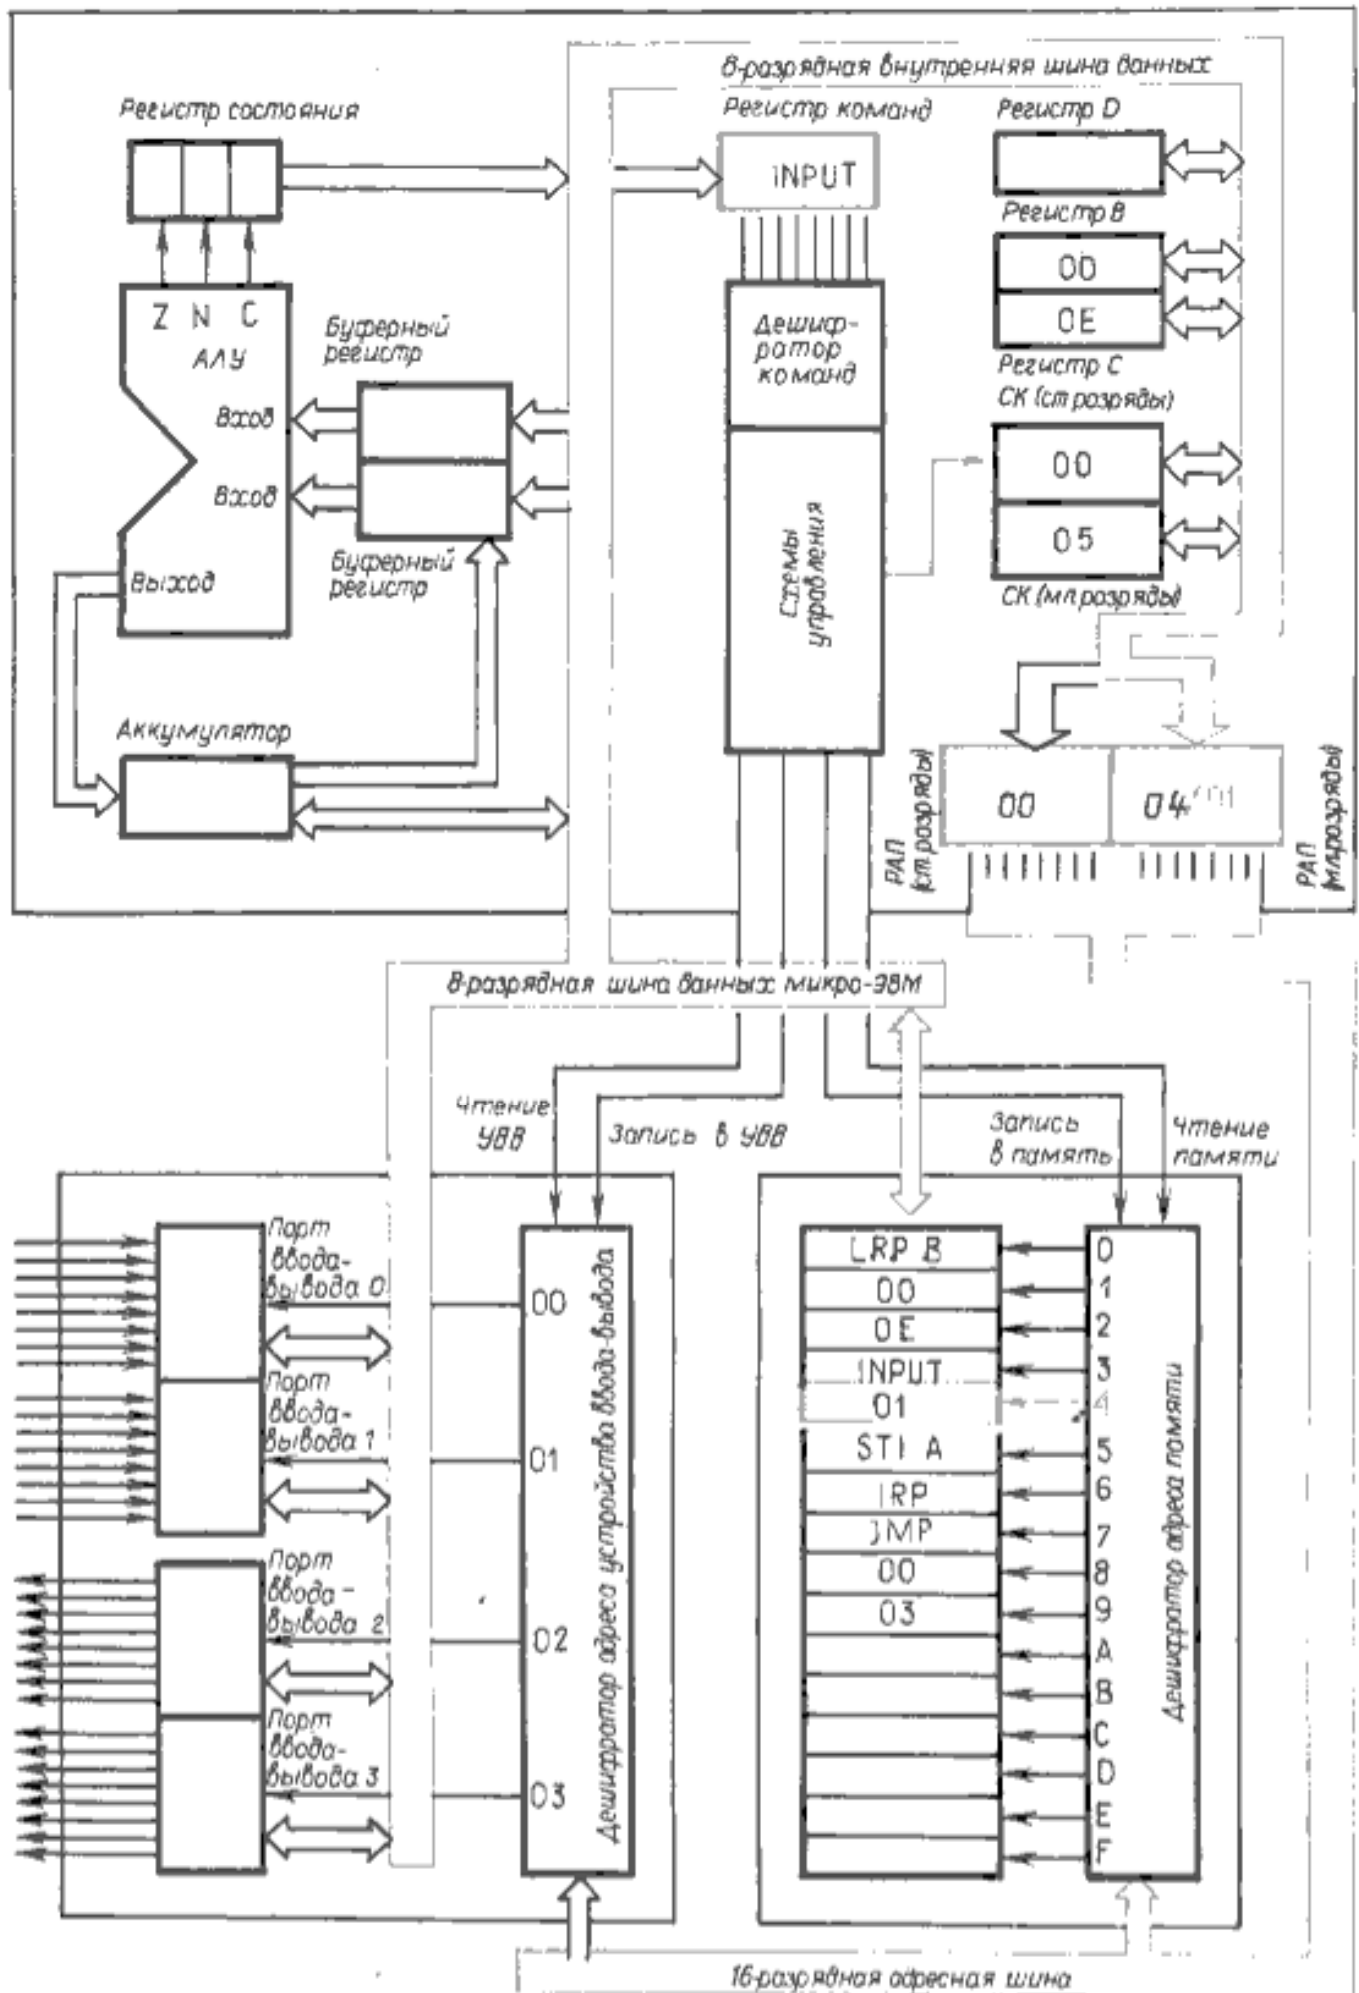 8-разрядная внутренняя шина данных
Регистр состояния
Регистр команд
INPUT
Регистр D
Регистр B
00
0E
Регистр C
Z N C
АЛУ
Вход
Вход
Выход
Буферный
регистр
Буферный
регистр
Дешиф-
ратор
команд
Схемы
управления
СК (ст. разряды)
00
05
СК (мл. разряды)
Аккумулятор
РАП
(ст. разряды)
00
04
РАП
(мл. разряды)
8-разрядная шина данных микро-ЭВМ
Чтение
УВВ
Запись в УВВ
Запись
в память
Чтение
памяти
Порт
ввода-
вывода 0
Порт
ввода-
вывода 1
Порт
ввода-
вывода 2
Порт
ввода-
вывода 3
00
01
02
03
Дешифратор адреса устройства ввода-вывода
LRP B
00
0E
INPUT
01
STI A
IRP
JMP
00
03
0
1
2
3
4
5
6
7
8
9
A
B
C
D
E
F
Дешифратор адреса памяти
16-разрядная адресная шина